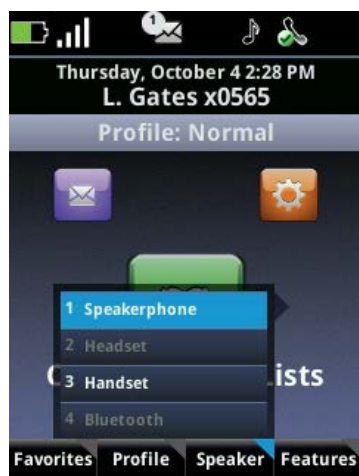 1
Thursday, October 4 2:28 PM
L. Gates x0565
Profile: Normal
1 Speakerphone
2 Headset
3 Handset
4 Bluetooth
C ists
Favorites Profile Speaker Features